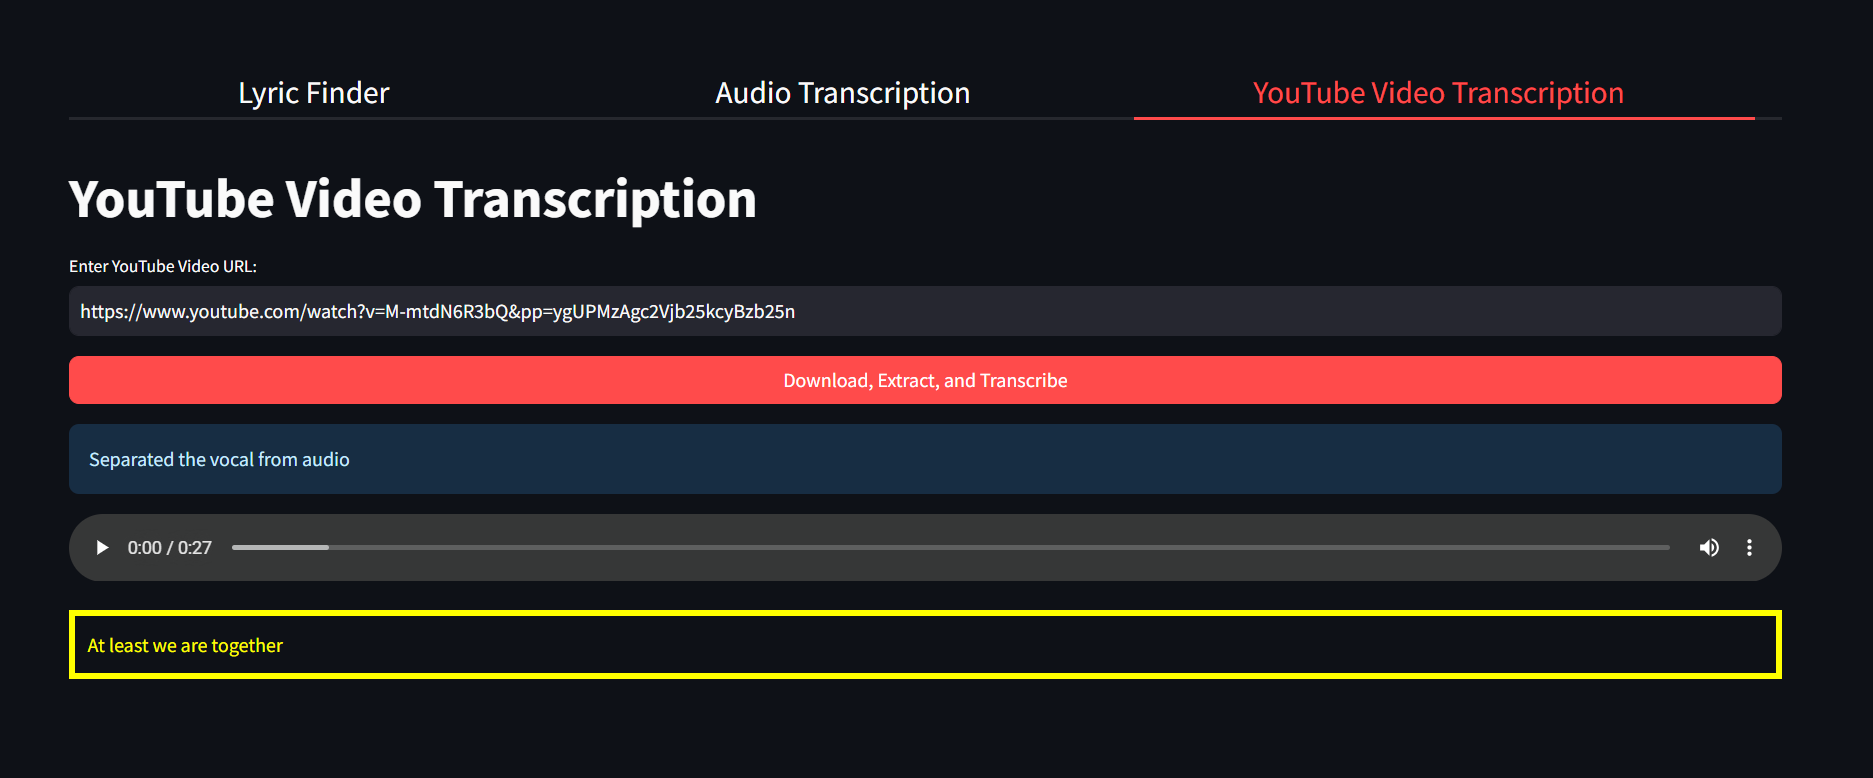 Lyric Finder
Audio Transcription
YouTube Video Transcription
YouTube Video Transcription
Enter YouTube Video URL:
https://www.youtube.com/watch?v=M-mtdN6R3bQ&pp=ygUPMzAgc2Vjb25kcyBzb25n
Download, Extract, and Transcribe
Separated the vocal from audio
0:00 / 0:27
At least we are together